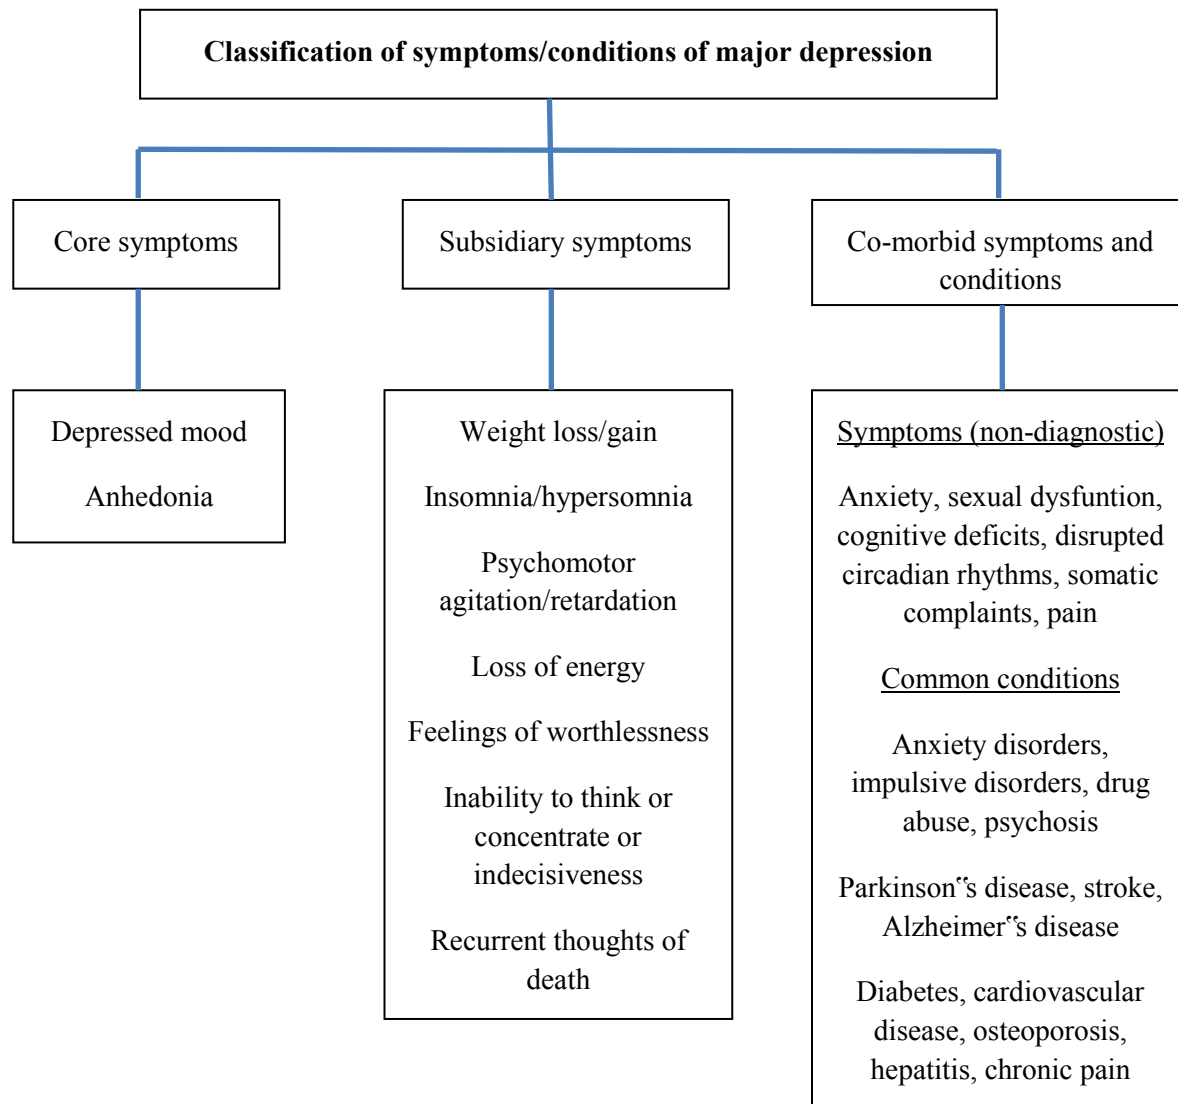 Classification of symptoms/conditions of major depression
Core symptoms
Subsidiary symptoms
Co-morbid symptoms and
conditions
Depressed mood
Anhedonia
Weight loss/gain
Insomnia/hypersomnia
Psychomotor
agitation/retardation
Loss of energy
Feelings of worthlessness
Inability to think or
concentrate or
indecisiveness
Recurrent thoughts of
death
Symptoms (non-diagnostic)
Anxiety, sexual dysfuntion,
cognitive deficits, disrupted
circadian rhythms, somatic
complaints, pain
Common conditions
Anxiety disorders,
impulsive disorders, drug
abuse, psychosis
Parkinson‟s disease, stroke,
Alzheimer‟s disease
Diabetes, cardiovascular
disease, osteoporosis,
hepatitis, chronic pain